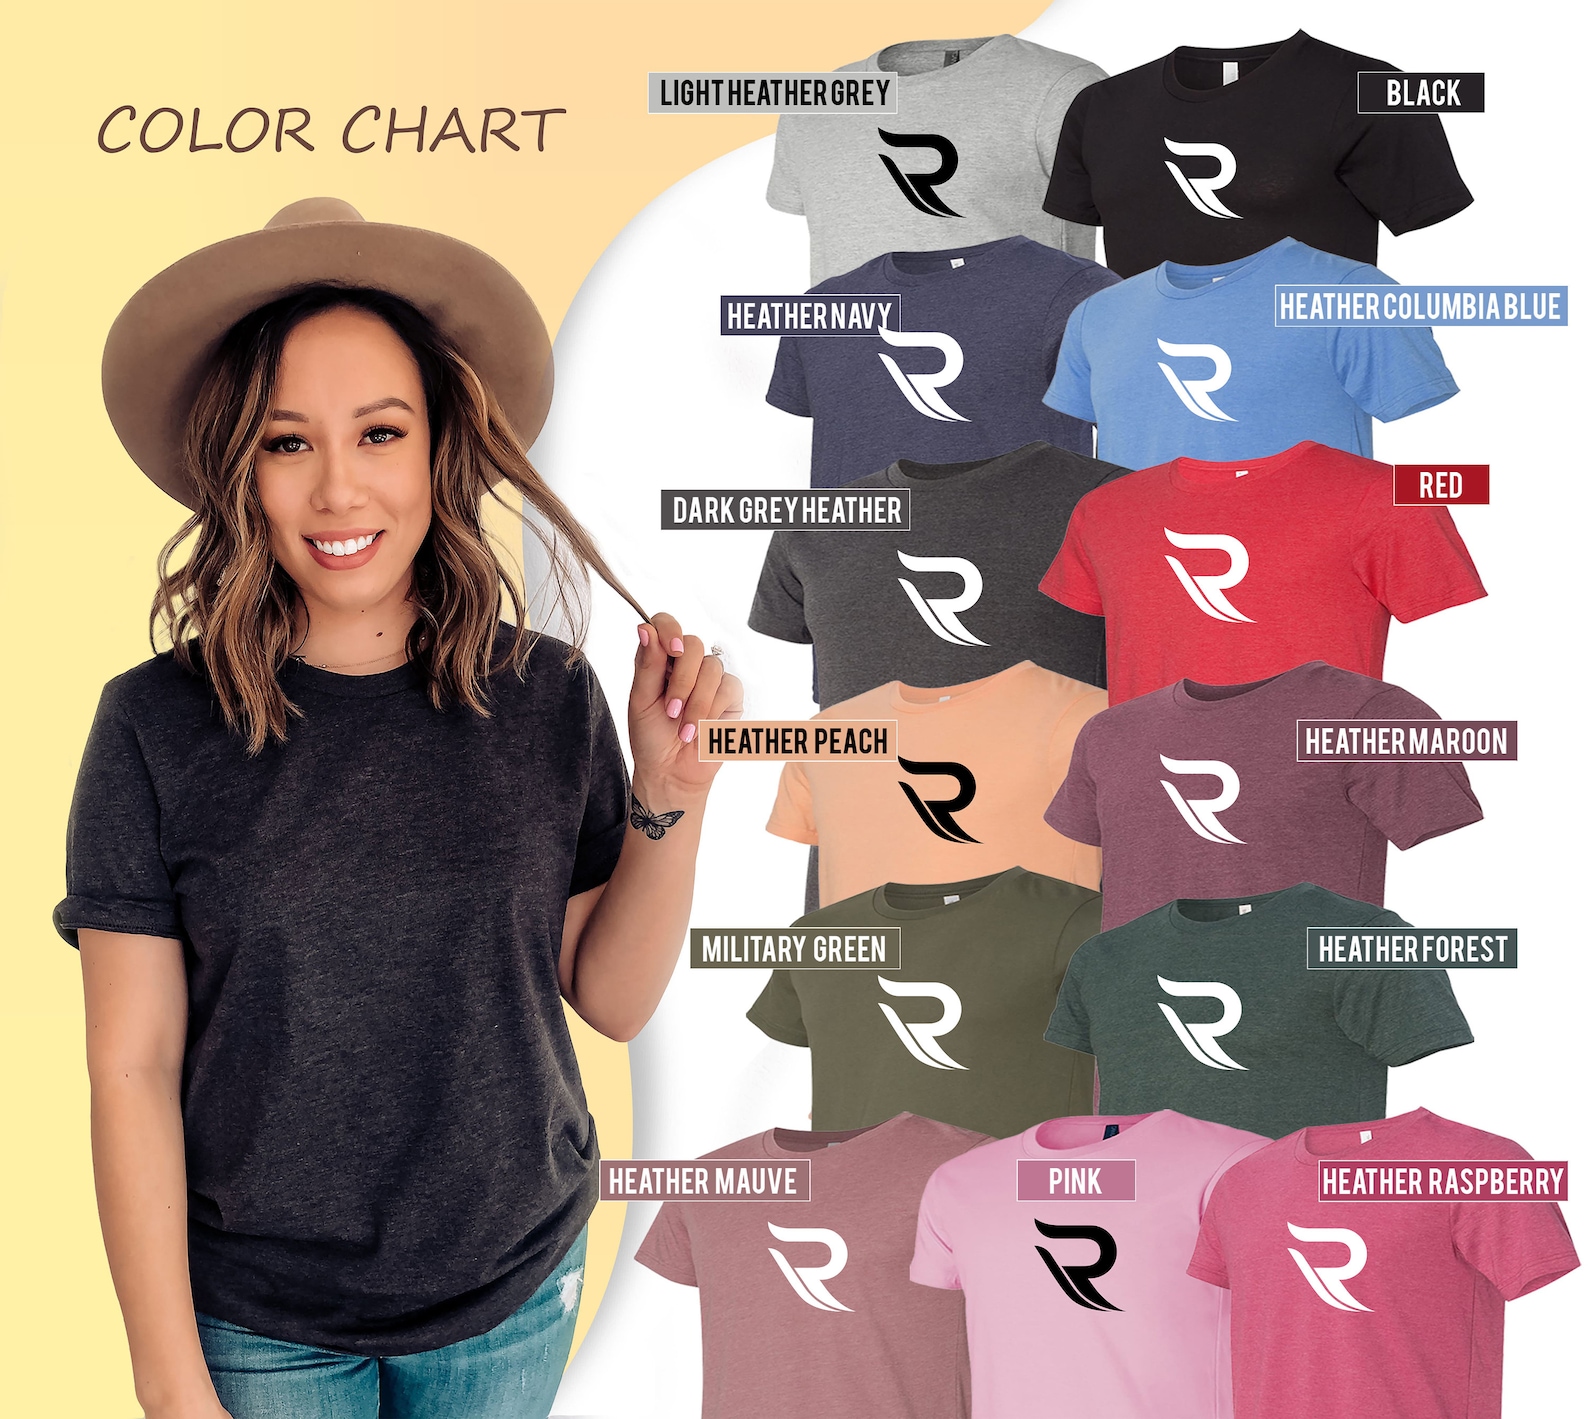 COLOR CHART
LIGHT HEATHER GREY
BLACK
HEATHER NAVY
HEATHER COLUMBIA BLUE
DARK GREY HEATHER
RED
HEATHER PEACH
HEATHER MAROON
MILITARY GREEN
HEATHER FOREST
HEATHER MAUVE
PINK
HEATHER RASPBERRY
R
R
R
R
R
R
R
R
R
R
R
R
R